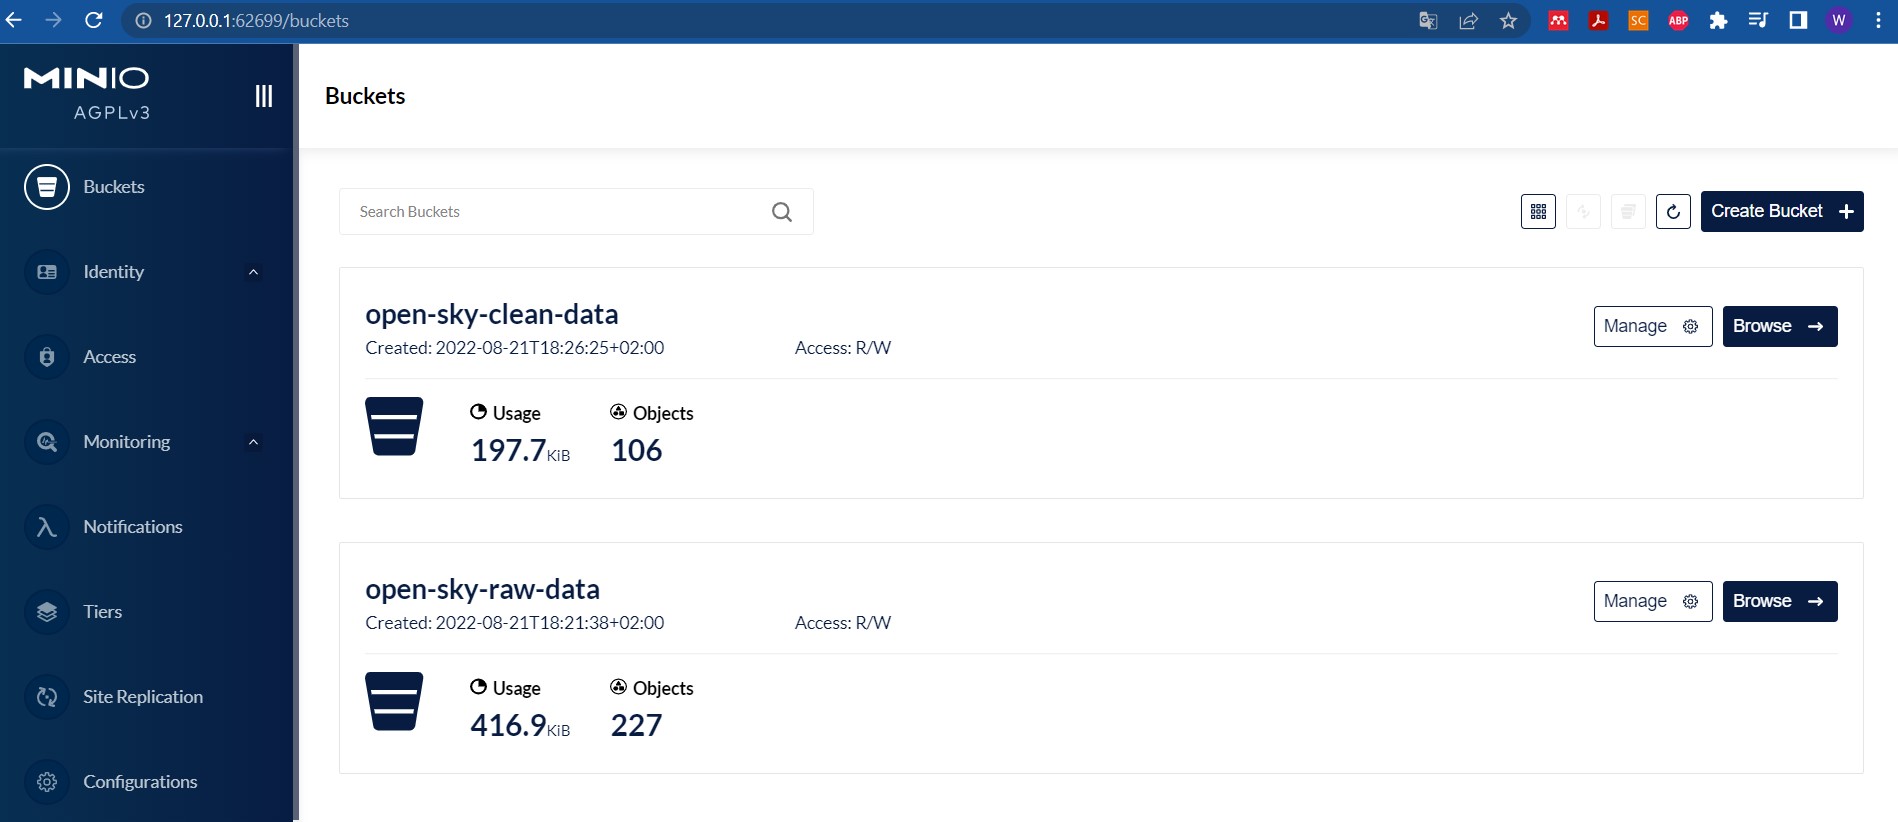 127.0.0.1:62699/buckets
SC
ABP
W
MINIO
AGPLv3
Buckets
Identity
Access
Monitoring
Notifications
Tiers
Site Replication
Configurations
Buckets
Search Buckets
Create Bucket +
open-sky-clean-data
Manage
Browse
Created: 2022-08-21T18:26:25+02:00 Access: R/W
Usage Objects
197.7KiB 106
open-sky-raw-data
Manage
Browse
Created: 2022-08-21T18:21:38+02:00 Access: R/W
Usage Objects
416.9KiB 227